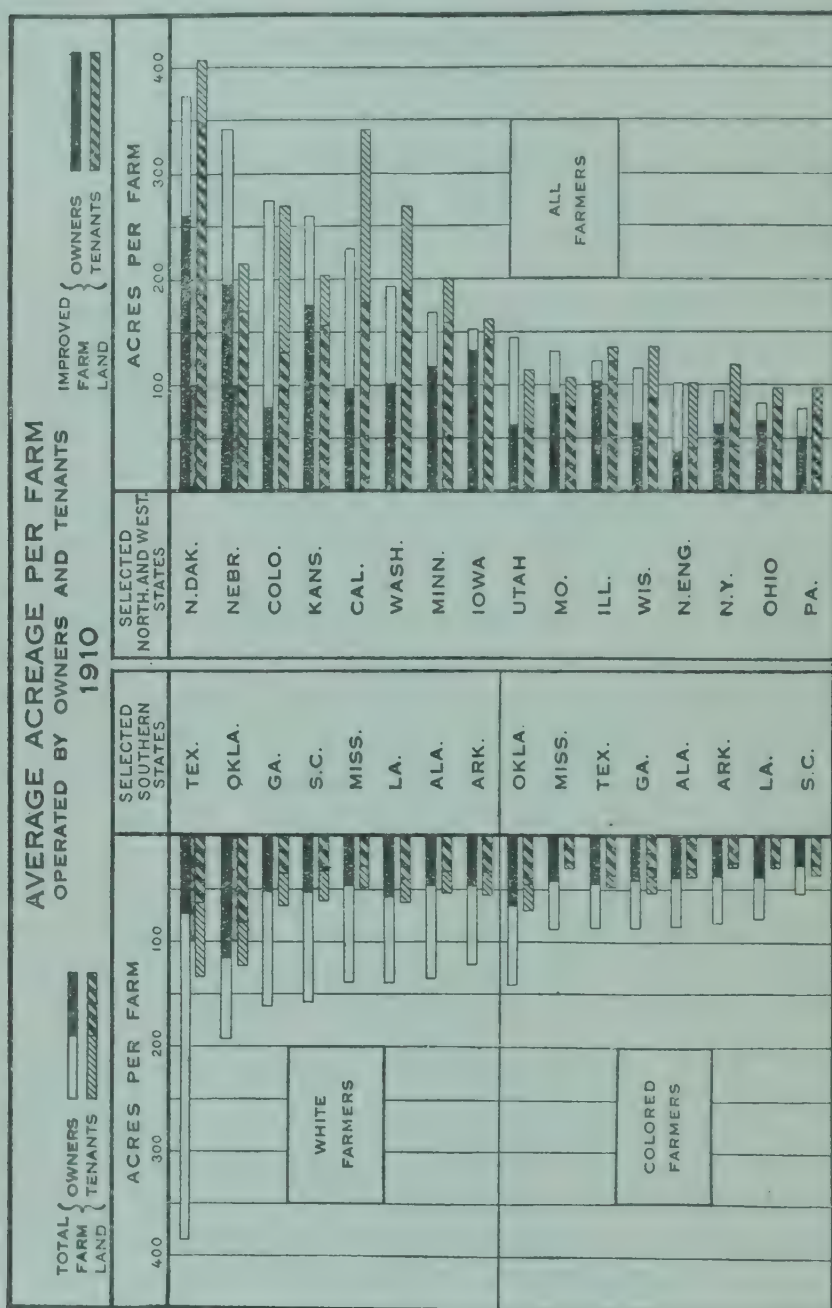 AVERAGE ACREAGE PER FARM
OPERATED BY OWNERS AND TENANTS
1910
TOTAL FARM LAND { OWNERS
TENANTS
IMPROVED FARM LAND { OWNERS
TENANTS
ACRES PER FARM
400 300 200 100
SELECTED SOUTHERN STATES
TEX.
OKLA.
GA.
S.C.
MISS.
LA.
ALA.
ARK.
WHITE FARMERS
OKLA.
MISS.
TEX.
GA.
ALA.
ARK.
LA.
S.C.
COLORED FARMERS
SELECTED NORTH. AND WEST. STATES
ACRES PER FARM
100 200 300 400
N. DAK.
NEBR.
COLO.
KANS.
CAL.
WASH.
MINN.
IOWA
UTAH
MO.
ILL.
WIS.
N. ENG.
N.Y.
OHIO
PA.
ALL FARMERS